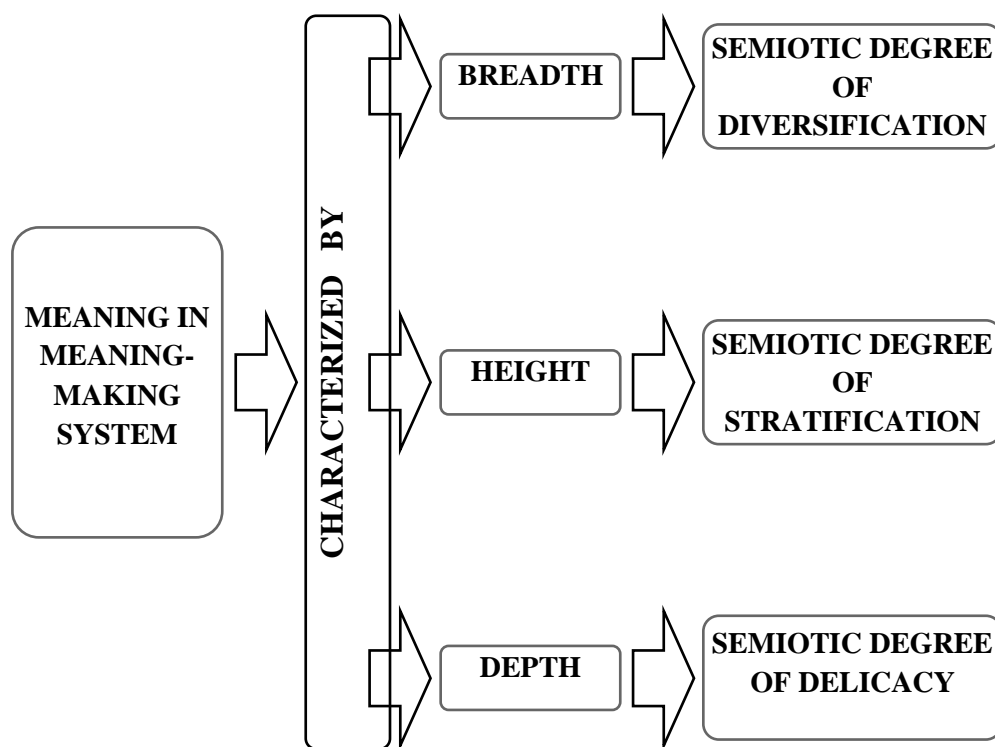 MEANING IN
MEANING-
MAKING
SYSTEM
CHARACTERIZED BY
BREADTH
SEMIOTIC DEGREE
OF
DIVERSIFICATION
HEIGHT
SEMIOTIC DEGREE
OF
STRATIFICATION
DEPTH
SEMIOTIC DEGREE
OF DELICACY